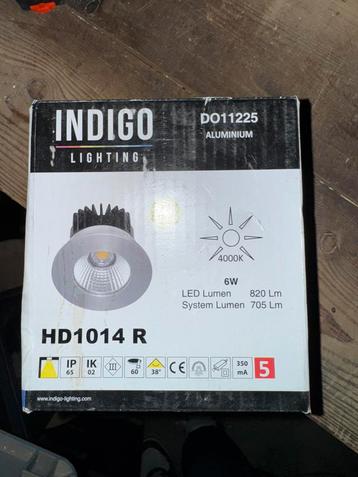 INDIGO
LIGHTING
DO11225
ALUMINIUM
4000K
6W
LED Lumen 820 Lm
System Lumen 705 Lm
HD1014 R
IP 65
IK 02
III
60
38°
CE
350 mA
5
www.indigo-lighting.com